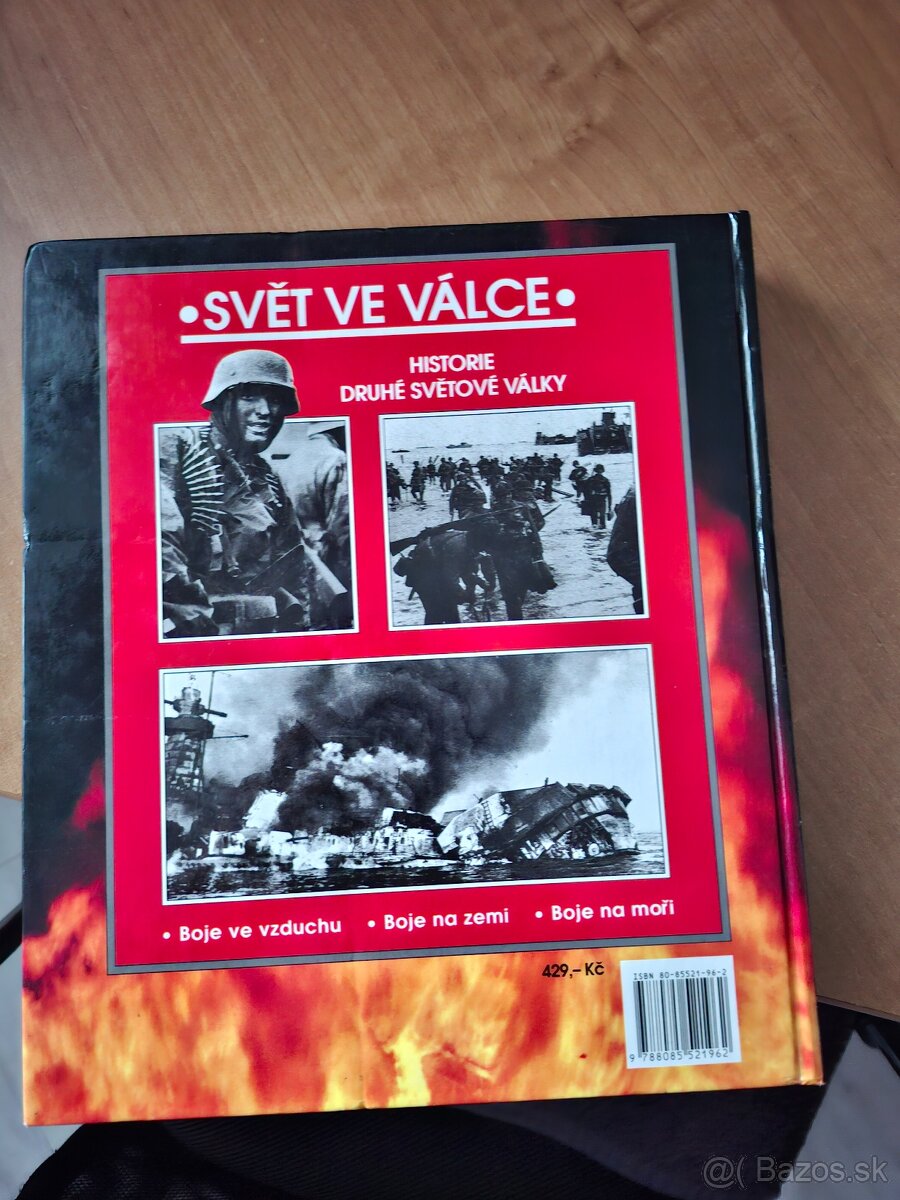 • SVĚT VE VÁLCE •
HISTORIE
DRUHÉ SVĚTOVÉ VÁLKY
• Boje ve vzduchu • Boje na zemi • Boje na moři
429,– Kč
ISBN 80-85521-96-2
9 788085 521962
@( Bazos.sk